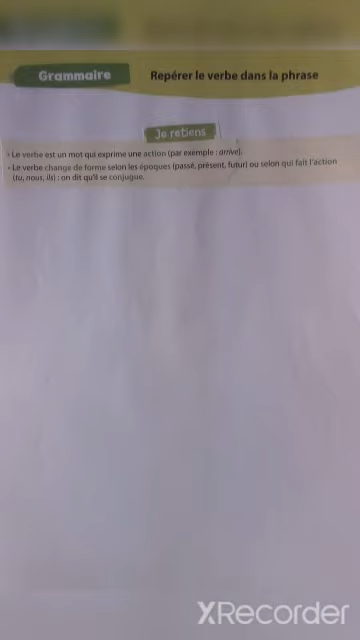 Grammaire
Repérer le verbe dans la phrase
Je retiens
• Le verbe est un mot qui exprime une action (par exemple : arrive).
• Le verbe change de forme selon les époques (passé, présent, futur) ou selon qui fait l'action
(tu, nous, ils) : on dit qu'il se conjugue.
XRecorder